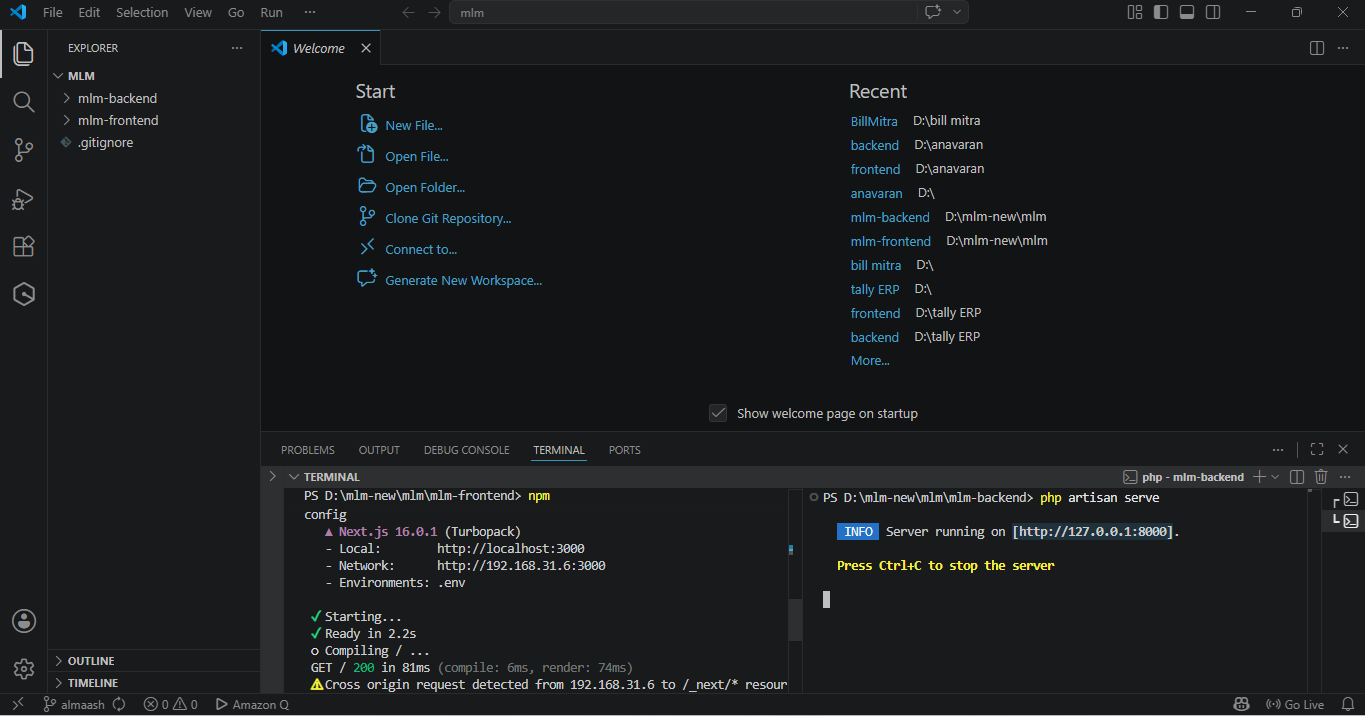 File Edit Selection View Go Run ···
mlm
EXPLORER ···
MLM
mlm-backend
mlm-frontend
.gitignore
Welcome
Start
New File...
Open File...
Open Folder...
Clone Git Repository...
Connect to...
Generate New Workspace...
Recent
BillMitra D:\bill mitra
backend D:\anavaran
frontend D:\anavaran
anavaran D:\
mlm-backend D:\mlm-new\mlm
mlm-frontend D:\mlm-new\mlm
bill mitra D:\
tally ERP D:\
frontend D:\tally ERP
backend D:\tally ERP
More...
Show welcome page on startup
PROBLEMS OUTPUT DEBUG CONSOLE TERMINAL PORTS
TERMINAL
php - mlm-backend
PS D:\mlm-new\mlm\mlm-frontend> npm
config
▲ Next.js 16.0.1 (Turbopack)
- Local: http://localhost:3000
- Network: http://192.168.31.6:3000
- Environments: .env
✓ Starting...
✓ Ready in 2.2s
○ Compiling / ...
GET / 200 in 81ms (compile: 6ms, render: 74ms)
⚠Cross origin request detected from 192.168.31.6 to /_next/* resour
PS D:\mlm-new\mlm\mlm-backend> php artisan serve
INFO Server running on [http://127.0.0.1:8000].
Press Ctrl+C to stop the server
OUTLINE
TIMELINE
almaash 0 0 Amazon Q
Go Live